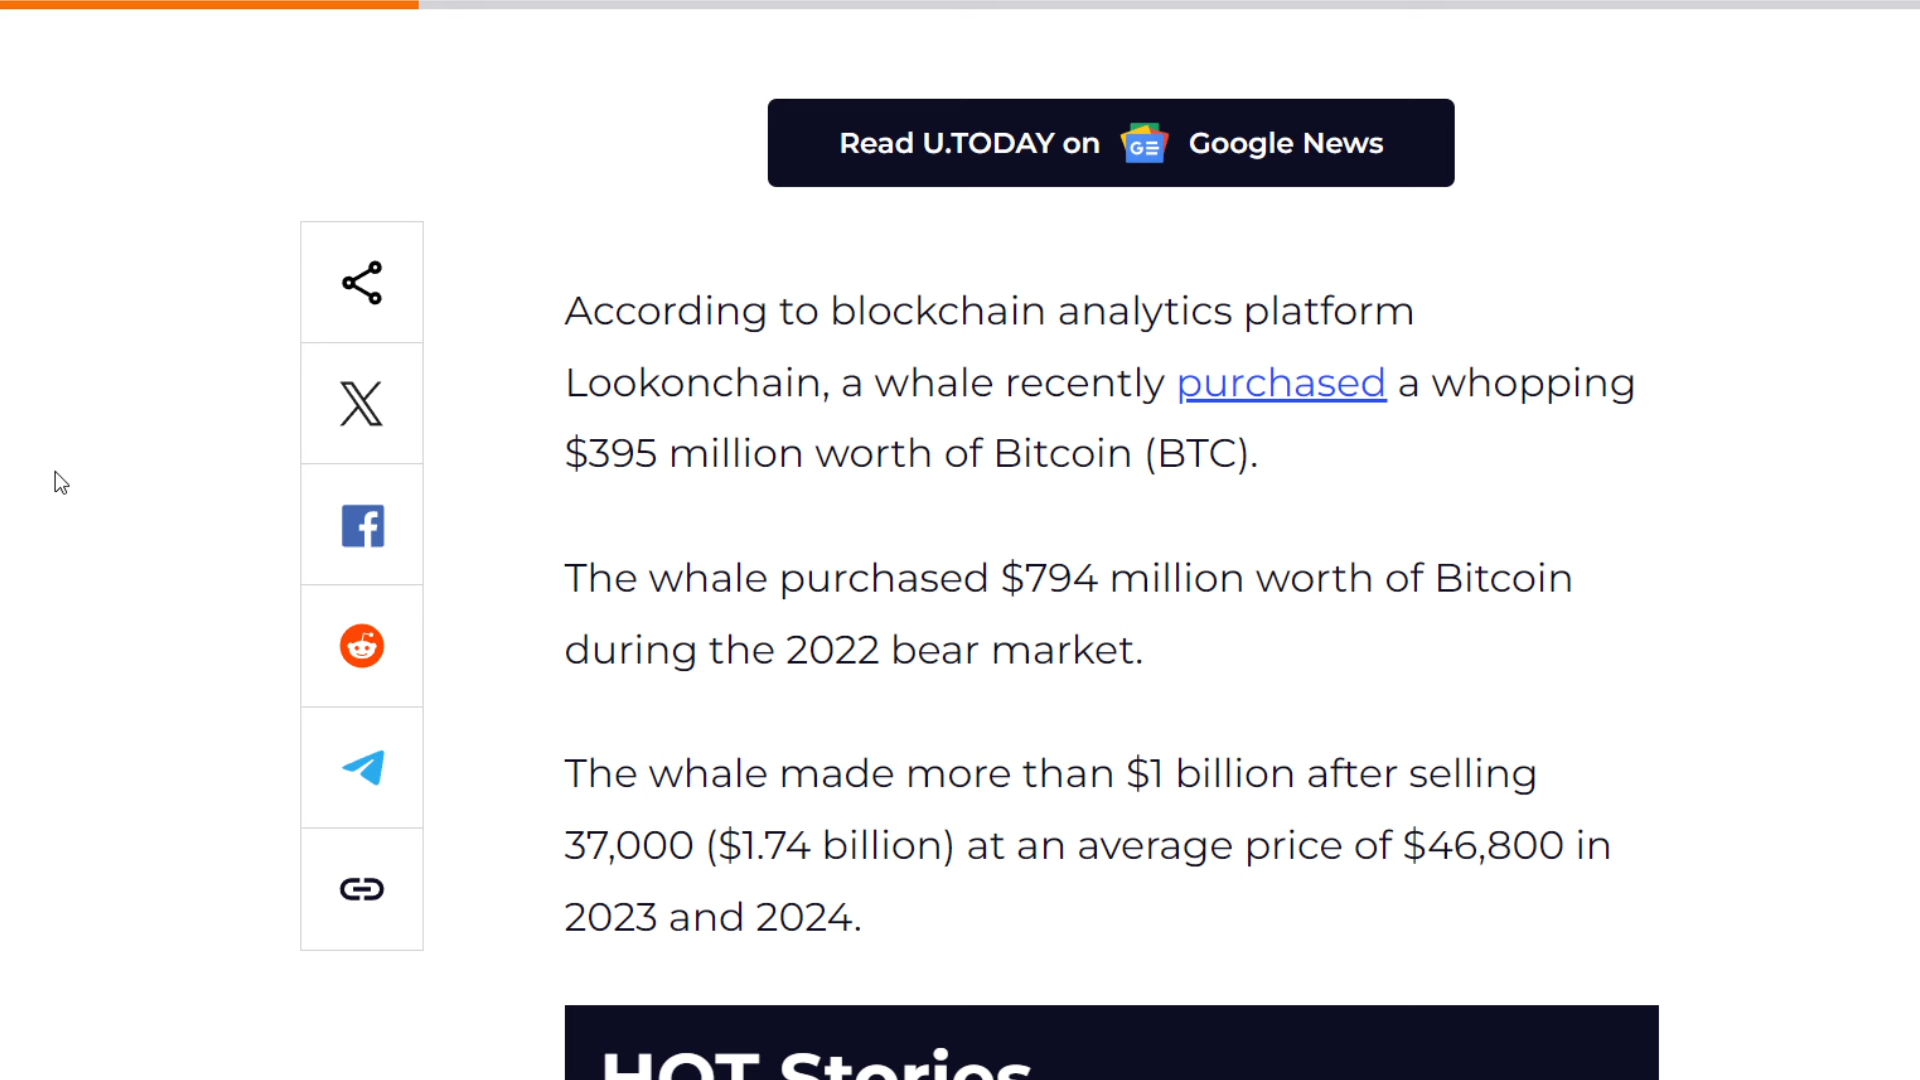 Read U.TODAY on GE Google News
According to blockchain analytics platform
Lookonchain, a whale recently purchased a whopping
$395 million worth of Bitcoin (BTC).
The whale purchased $794 million worth of Bitcoin
during the 2022 bear market.
The whale made more than $1 billion after selling
37,000 ($1.74 billion) at an average price of $46,800 in
2023 and 2024.
HOT Stories